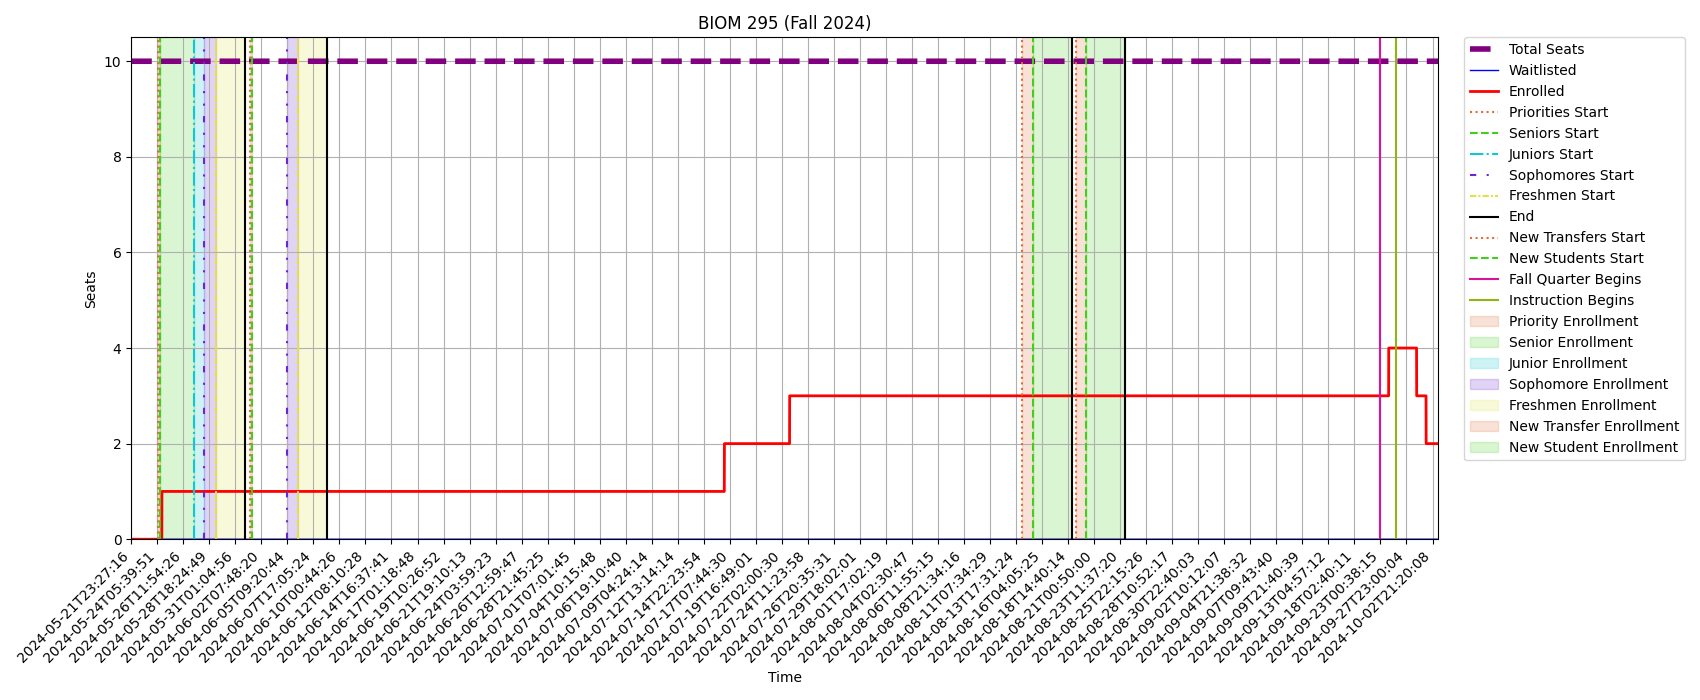 BIOM 295 (Fall 2024)
Seats
10
8
6
4
2
0
2024-05-21T23:27:16
2024-05-24T05:39:51
2024-05-26T11:54:26
2024-05-28T18:24:49
2024-05-31T01:04:56
2024-06-02T07:48:20
2024-06-05T09:20:44
2024-06-07T17:05:24
2024-06-10T00:44:26
2024-06-12T08:10:28
2024-06-14T16:37:41
2024-06-17T01:18:48
2024-06-19T10:26:52
2024-06-21T19:10:13
2024-06-24T03:59:23
2024-06-26T12:59:47
2024-06-28T21:45:25
2024-07-01T07:01:45
2024-07-04T10:15:48
2024-07-06T19:10:40
2024-07-09T04:24:14
2024-07-12T13:14:14
2024-07-14T22:23:54
2024-07-17T07:44:30
2024-07-19T16:49:01
2024-07-22T02:00:30
2024-07-24T11:23:58
2024-07-26T20:35:31
2024-07-29T18:02:01
2024-08-01T17:02:19
2024-08-04T02:30:47
2024-08-06T11:55:15
2024-08-08T21:34:16
2024-08-11T07:34:29
2024-08-13T17:31:24
2024-08-16T04:05:25
2024-08-18T14:40:14
2024-08-21T00:50:00
2024-08-23T11:37:20
2024-08-25T22:15:26
2024-08-28T10:52:17
2024-08-30T22:40:03
2024-09-02T10:12:07
2024-09-04T21:38:32
2024-09-07T09:43:40
2024-09-09T21:40:39
2024-09-13T04:57:12
2024-09-18T02:40:11
2024-09-23T00:38:15
2024-09-27T23:00:04
2024-10-02T21:20:08
Time
Total Seats
Waitlisted
Enrolled
Priorities Start
Seniors Start
Juniors Start
Sophomores Start
Freshmen Start
End
New Transfers Start
New Students Start
Fall Quarter Begins
Instruction Begins
Priority Enrollment
Senior Enrollment
Junior Enrollment
Sophomore Enrollment
Freshmen Enrollment
New Transfer Enrollment
New Student Enrollment